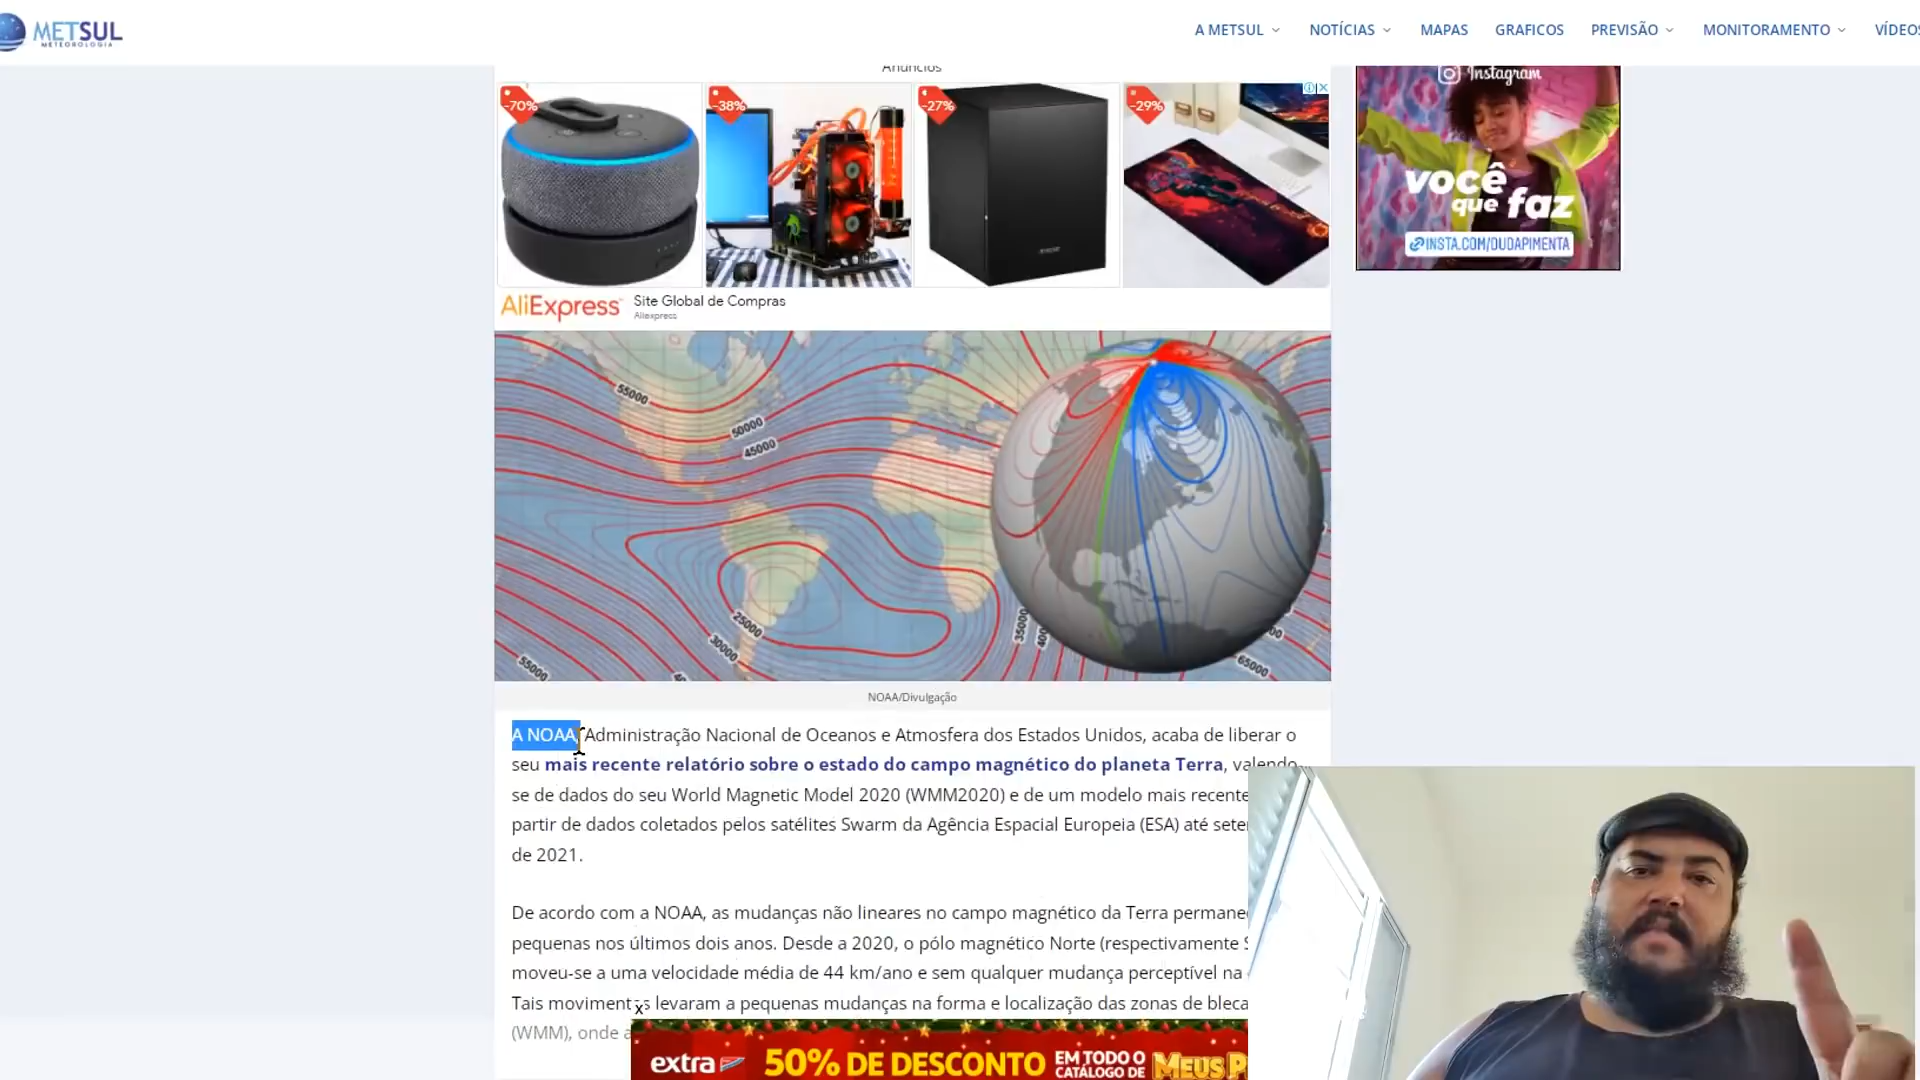 METSUL
METEOROLOGIA
A METSUL
NOTÍCIAS
MAPAS
GRAFICOS
PREVISÃO
MONITORAMENTO
VÍDEOS
Anúncios
-70%
-38%
-27%
-29%
AliExpress
Site Global de Compras
Aliexpress
Instagram
você
que faz
INSTA.COM/DUDAPIMENTA
55000
50000
45000
25000
30000
55000
35000
65000
NOAA/Divulgação
A NOAA, Administração Nacional de Oceanos e Atmosfera dos Estados Unidos, acaba de liberar o
seu mais recente relatório sobre o estado do campo magnético do planeta Terra, valendo-
se de dados do seu World Magnetic Model 2020 (WMM2020) e de um modelo mais recente
partir de dados coletados pelos satélites Swarm da Agência Espacial Europeia (ESA) até sete
de 2021.
De acordo com a NOAA, as mudanças não lineares no campo magnético da Terra permane
pequenas nos últimos dois anos. Desde a 2020, o pólo magnético Norte (respectivamente S
moveu-se a uma velocidade média de 44 km/ano e sem qualquer mudança perceptível na
Tais movimentos levaram a pequenas mudanças na forma e localização das zonas de bleca
(WMM), onde a
x
extra
50% DE DESCONTO
EM TODO O
CATÁLOGO DE
MEUS P